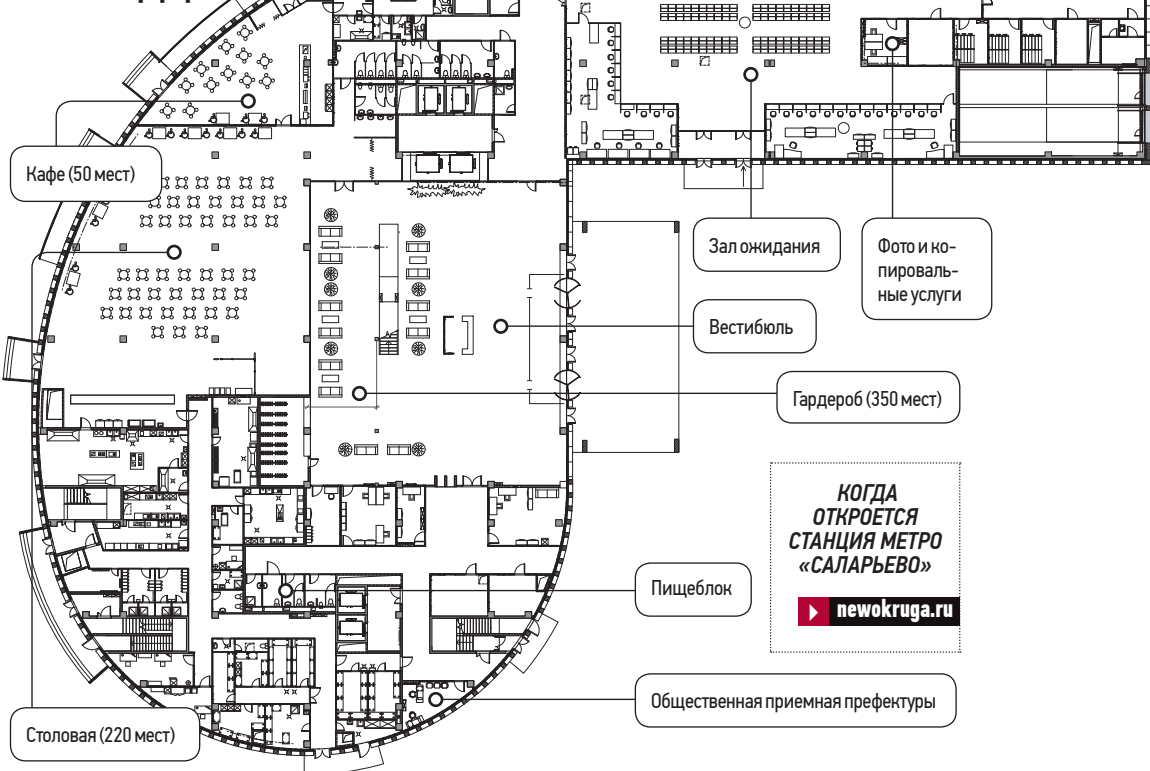 Кафе (50 мест)
Зал ожидания
Фото и ко-
пироваль-
ные услуги
Вестибюль
Гардероб (350 мест)
КОГДА
ОТКРОЕТСЯ
СТАНЦИЯ МЕТРО
«САЛАРЬЕВО»
newokruga.ru
Пищеблок
Общественная приемная префектуры
Столовая (220 мест)